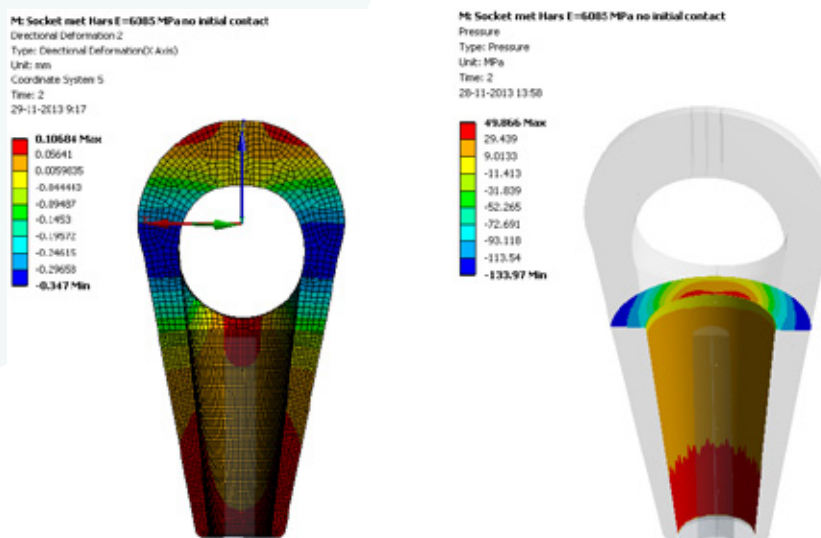 M: Socket met Hars E=6085 MPa no initial contact
Directional Deformation 2
Type: Directional Deformation(X Axis)
Unit: mm
Coordinate System 5
Time: 2
29-11-2013 9:17
0.10684 Max
0.05641
0.0059835
-0.044443
-0.09487
-0.1453
-0.19572
-0.24615
-0.29658
-0.347 Min
M: Socket met Hars E=6085 MPa no initial contact
Pressure
Type: Pressure
Unit: MPa
Time: 2
28-11-2013 13:58
49.866 Max
29.439
9.0133
-11.413
-31.839
-52.265
-72.691
-93.118
-113.54
-133.97 Min